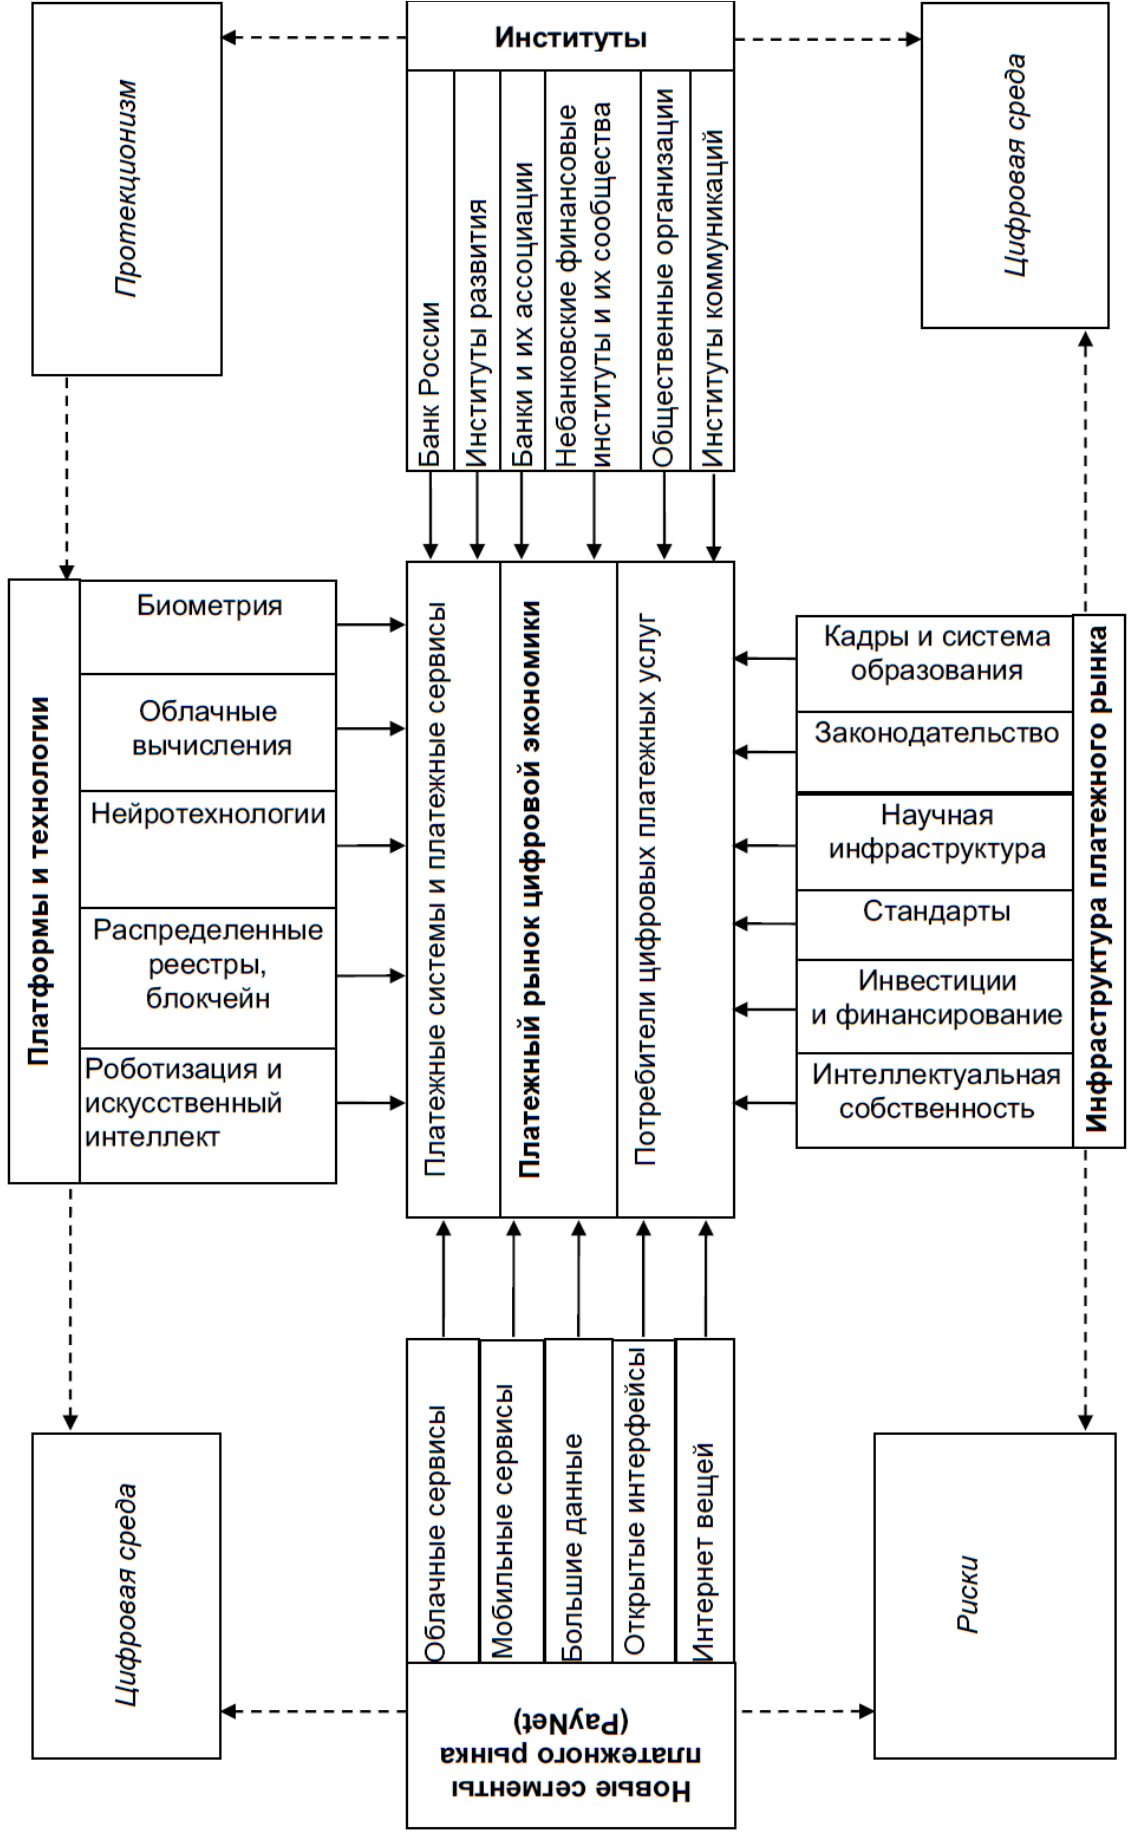 Институты
Протекционизм
Цифровая среда
Банк России
Институты развития
Банки и их ассоциации
Небанковские финансовые
институты и их сообщества
Общественные организации
Институты коммуникаций
Платформы и технологии
Биометрия
Облачные
вычисления
Нейротехнологии
Распределенные
реестры,
блокчейн
Роботизация и
искусственный
интеллект
Платежные системы и платежные сервисы
Платежный рынок цифровой экономики
Потребители цифровых платежных услуг
Кадры и система
образования
Законодательство
Научная
инфраструктура
Стандарты
Инвестиции
и финансирование
Интеллектуальная
собственность
Инфраструктура платежного рынка
Облачные сервисы
Мобильные сервисы
Большие данные
Открытые интерфейсы
Интернет вещей
Цифровая среда
Риски
Новые сегменты
платежного рынка
(PayNet)